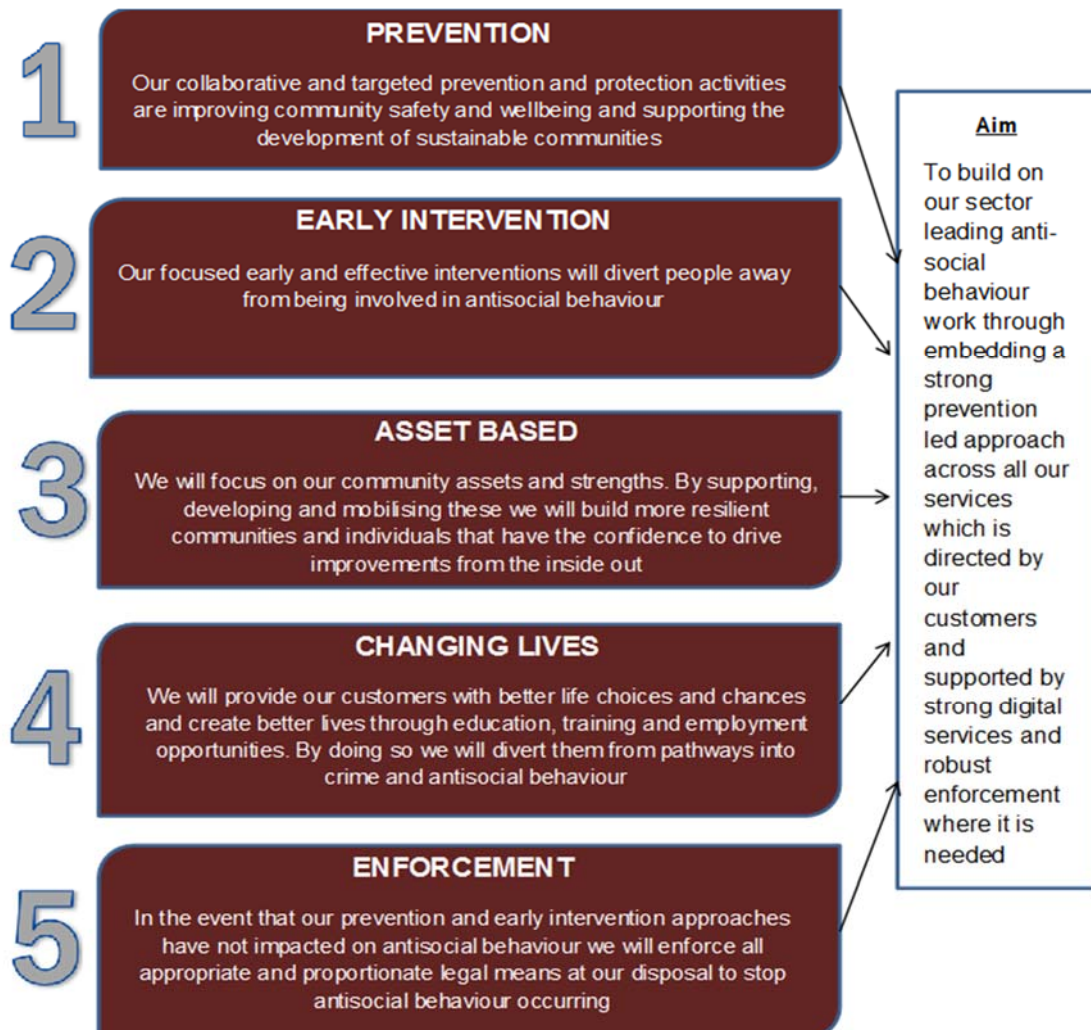 1
PREVENTION
Our collaborative and targeted prevention and protection activities
are improving community safety and wellbeing and supporting the
development of sustainable communities
2
EARLY INTERVENTION
Our focused early and effective interventions will divert people away
from being involved in antisocial behaviour
3
ASSET BASED
We will focus on our community assets and strengths. By supporting,
developing and mobilising these we will build more resilient
communities and individuals that have the confidence to drive
improvements from the inside out
4
CHANGING LIVES
We will provide our customers with better life choices and chances
and create better lives through education, training and employment
opportunities. By doing so we will divert them from pathways into
crime and antisocial behaviour
5
ENFORCEMENT
In the event that our prevention and early intervention approaches
have not impacted on antisocial behaviour we will enforce all
appropriate and proportionate legal means at our disposal to stop
antisocial behaviour occurring
Aim
To build on
our sector
leading anti-
social
behaviour
work through
embedding a
strong
prevention
led approach
across all our
services
which is
directed by
our
customers
and
supported by
strong digital
services and
robust
enforcement
where it is
needed